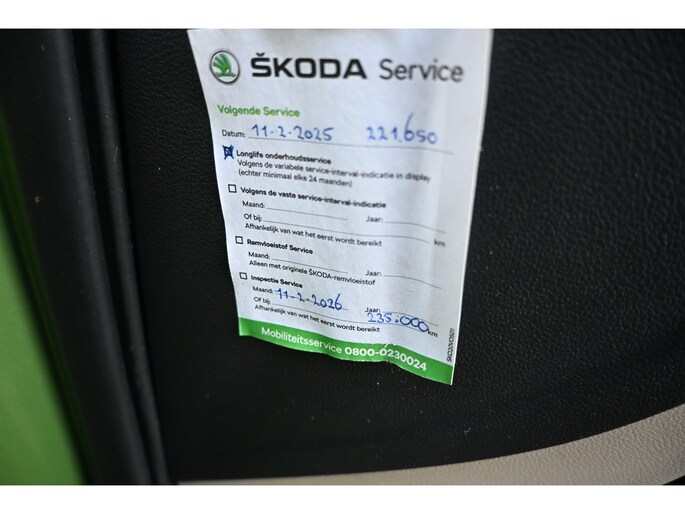 ŠKODA Service
Volgende Service
Datum: 11-2-2025 221.650
Longlife onderhoudsservice
Volgens de variabele service-interval-indicatie in display
(echter minimaal elke 24 maanden)
Volgens de vaste service-interval-indicatie
Maand: Jaar:
Of bij: km
Afhankelijk van wat het eerst wordt bereikt
Remvloeistof Service
Maand: Jaar:
Alleen met originele ŠKODA-remvloeistof
Inspectie Service
Maand: 11-2-2026 Jaar:
Of bij: 235.000 km
Afhankelijk van wat het eerst wordt bereikt
Mobiliteitsservice 0800-0230024